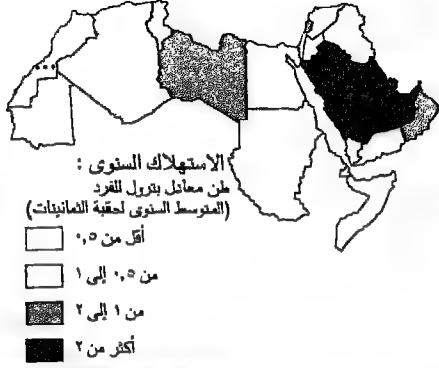 الاستهلاك السنوى :
طن معادل بترول للفرد
(المتوسط السنوى لحقبة الثمانينات)
أقل من ٠,٥
من ٠,٥ إلى ١
من ١ إلى ٢
أكثر من ٢